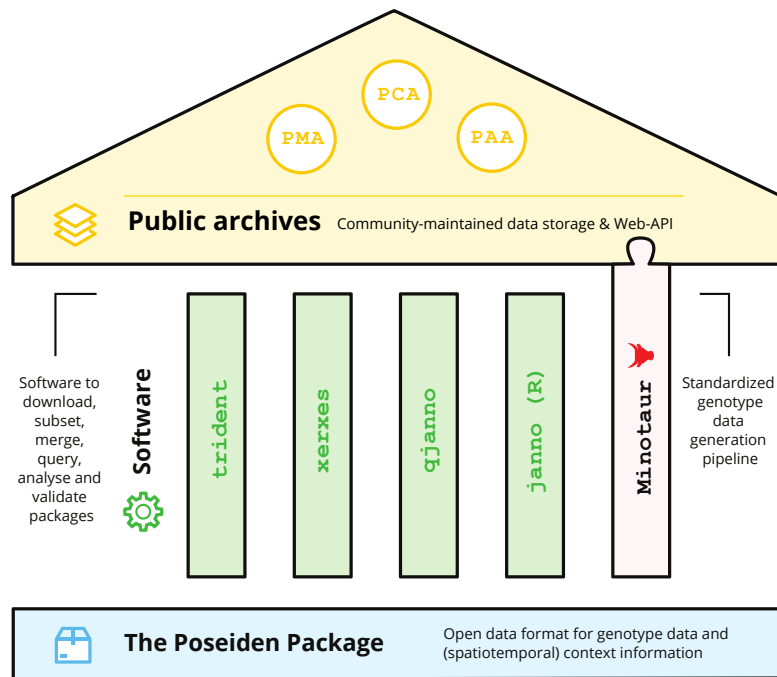 PCA
PMA
PAA
Public archives
Community-maintained data storage & Web-API
Software to
download,
subset,
merge,
query,
analyse and
validate
packages
Software
trident
xerxes
qjanno
janno (R)
Minotaur
Standardized
genotype
data
generation
pipeline
The Poseiden Package
Open data format for genotype data and
(spatiotemporal) context information